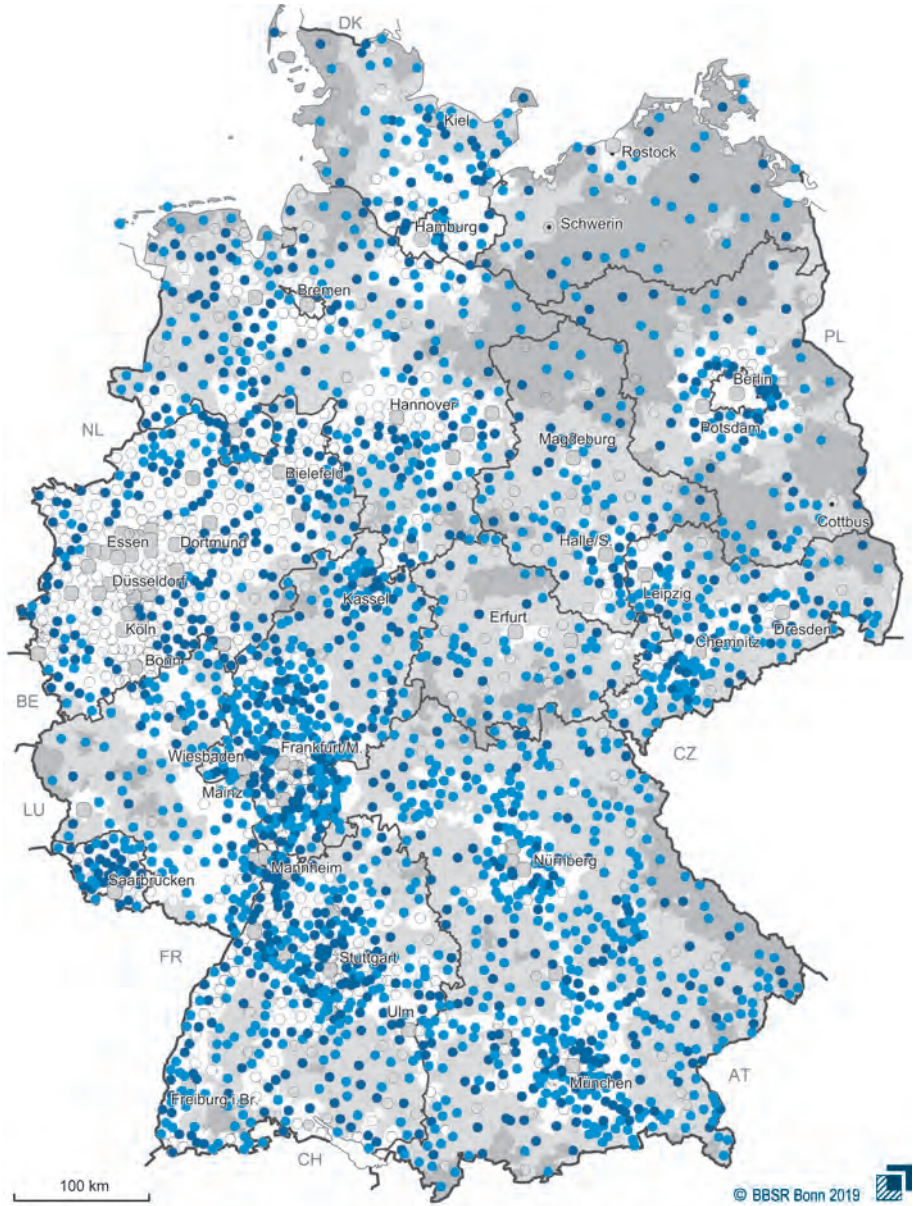 DK
Kiel
Rostock
Schwerin
Hamburg
Bremen
PL
Berlin
Hannover
Potsdam
NL
Magdeburg
Bielefeld
Cottbus
Essen
Dortmund
Halle/S.
Düsseldorf
Leipzig
Kassel
Erfurt
Köln
Dresden
Chemnitz
Bonn
BE
Wiesbaden
Frankfurt/M.
CZ
Mainz
LU
Nürnberg
Mannheim
Saarbrücken
FR
Stuttgart
Ulm
AT
München
Freiburg i.Br.
CH
100 km
© BBSR Bonn 2019